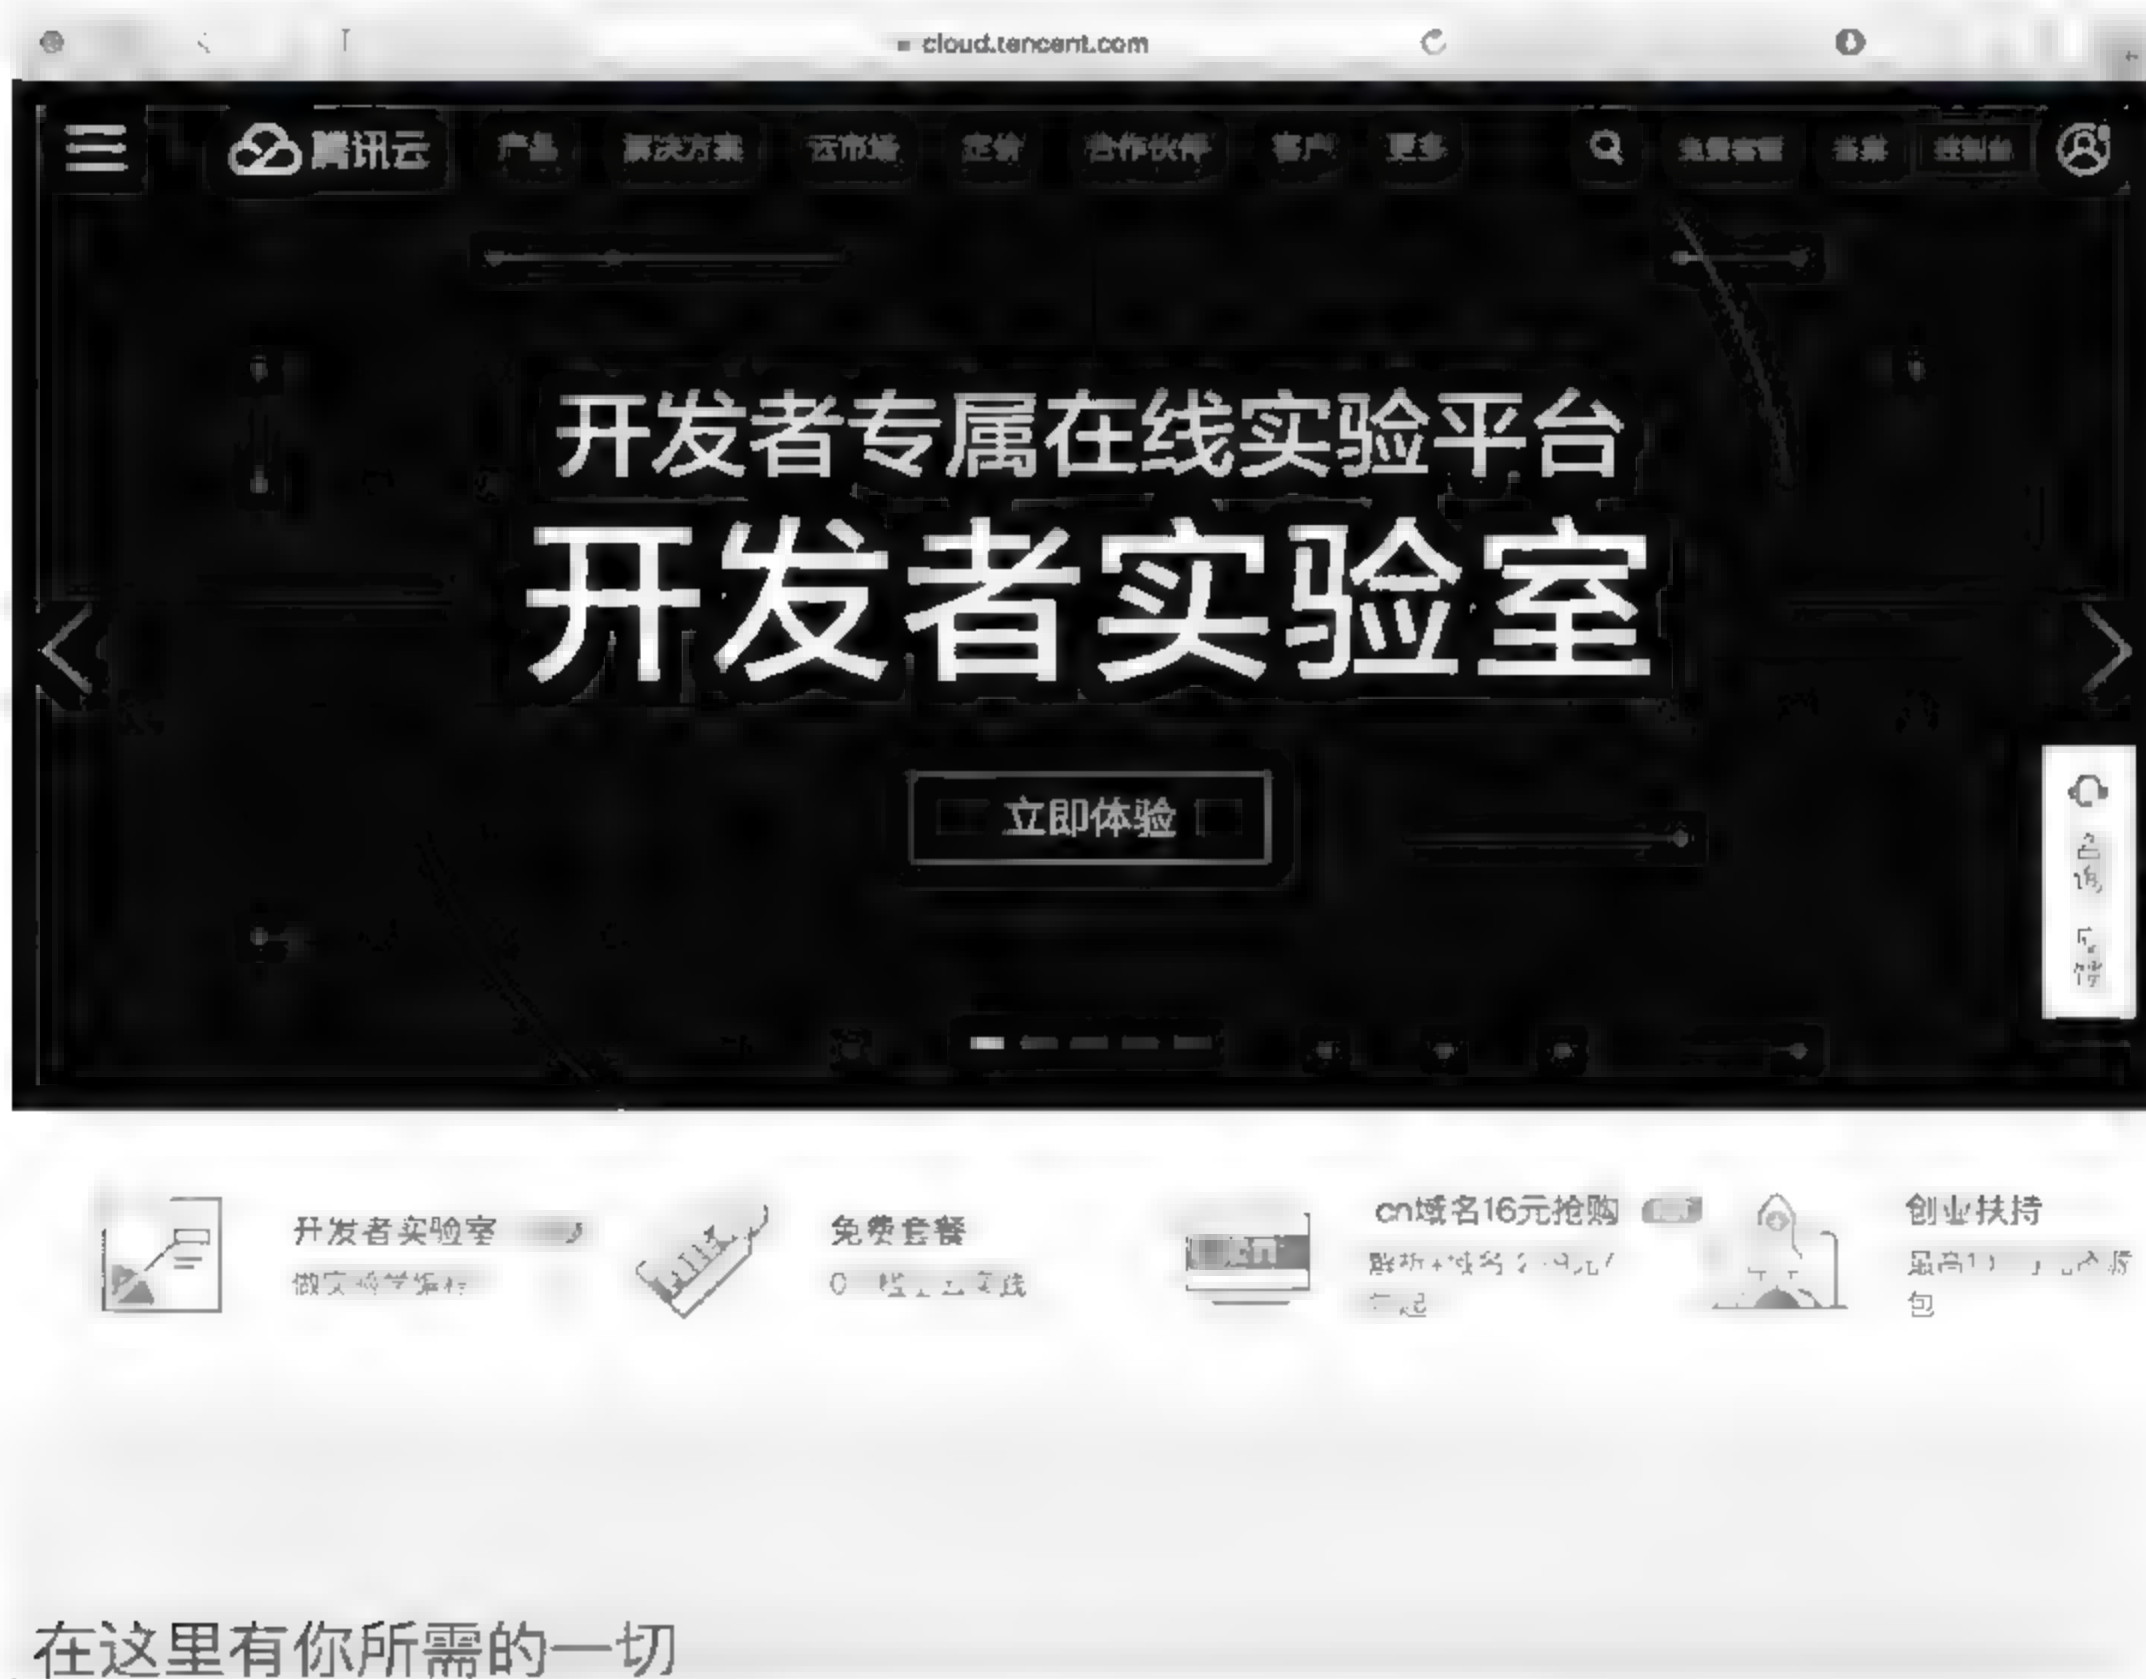 cloud.tencent.com
腾讯云 产品 解决方案 云市场 定价 合作伙伴 客户 更多 免费套餐 备案 控制台
开发者专属在线实验平台
开发者实验室
立即体验
开发者实验室
免费套餐
cn域名16元抢购
创业扶持
包
在这里有你所需的一切